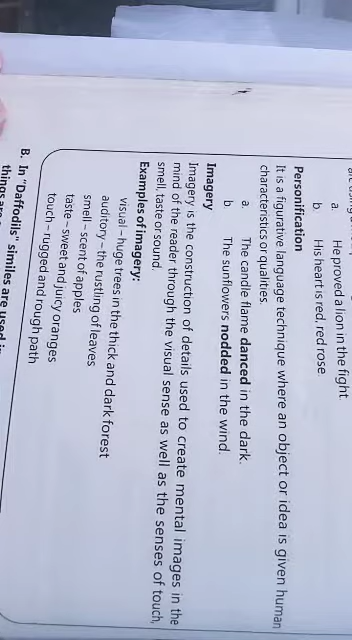 a. He proved a lion in the fight.
b. His heart is red, red rose.
Personification
It is a figurative language technique where an object or idea is given human
characteristics or qualities.
a. The candle flame danced in the dark.
b. The sunflowers nodded in the wind.
Imagery
Imagery is the construction of details used to create mental images in the
mind of the reader through the visual sense as well as the senses of touch,
smell, taste or sound.
Examples of imagery:
visual – huge trees in the thick and dark forest
auditory – the rustling of leaves
smell – scent of apples
taste – sweet and juicy oranges
touch – rugged and rough path
B. In "Daffodils" similes are used in
things are